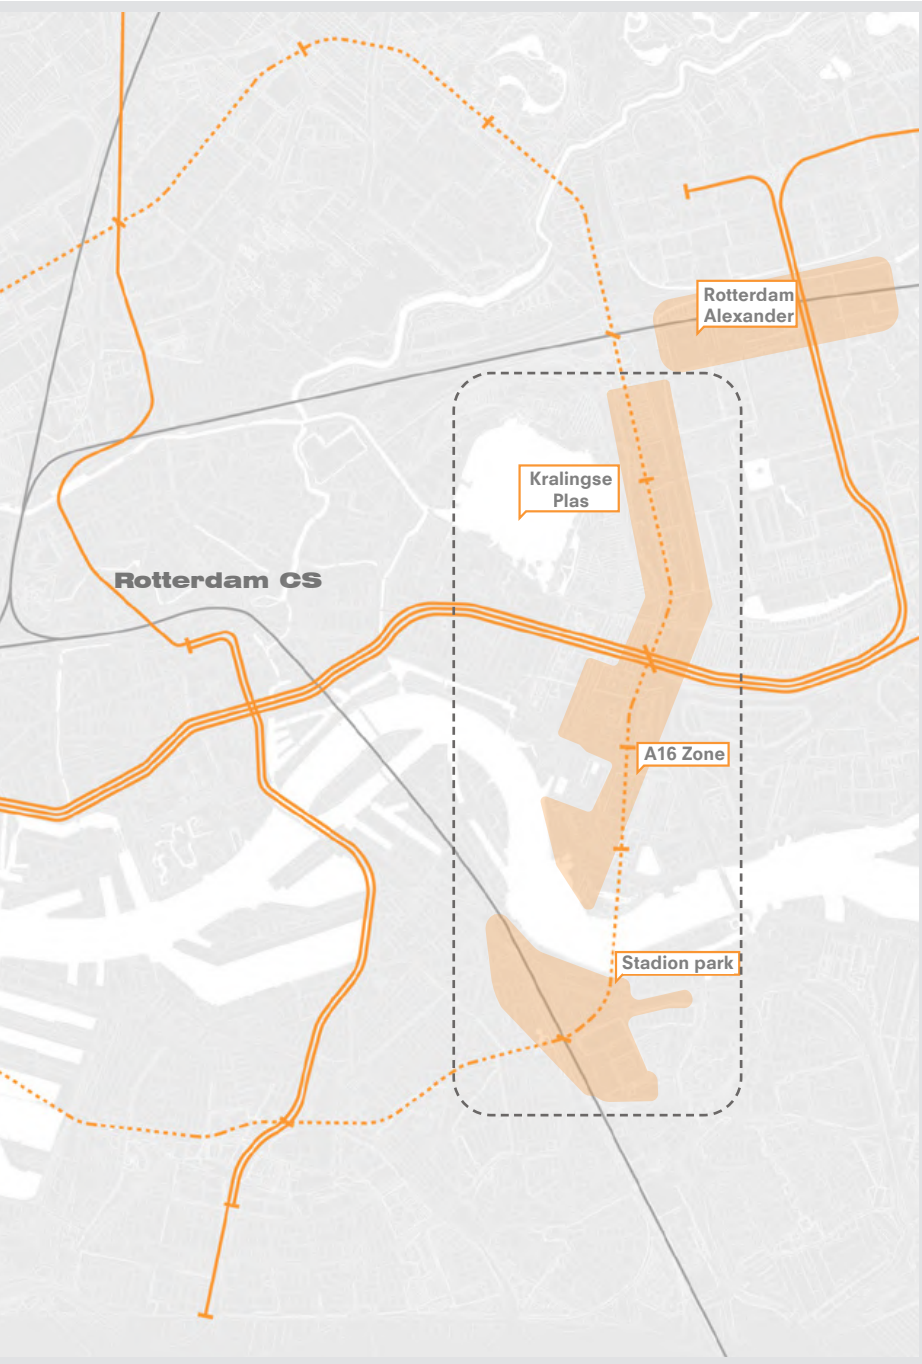 Rotterdam
Alexander
Kralingse
Plas
Rotterdam CS
A16 Zone
Stadion park